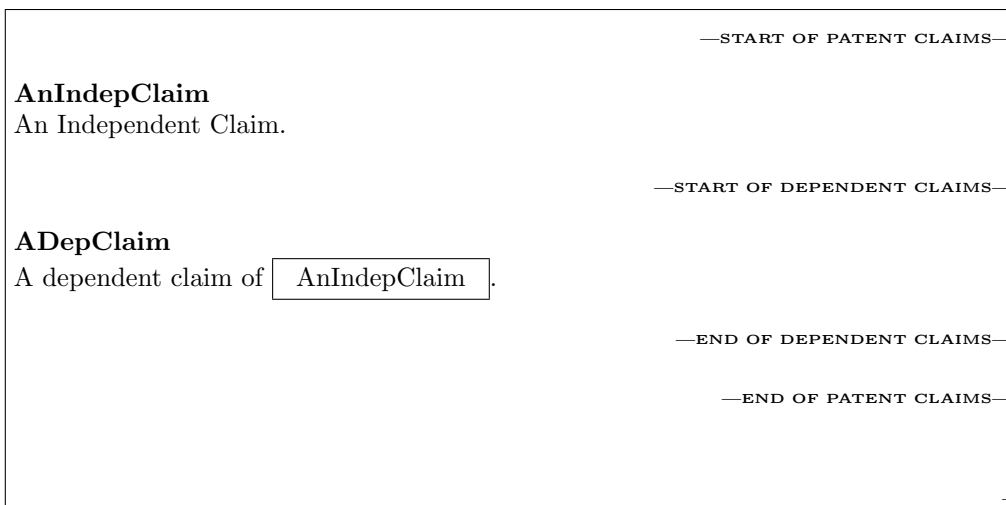 —START OF PATENT CLAIMS—
AnIndepClaim
An Independent Claim.
—START OF DEPENDENT CLAIMS—
ADepClaim
A dependent claim of AnIndepClaim.
—END OF DEPENDENT CLAIMS—
—END OF PATENT CLAIMS—